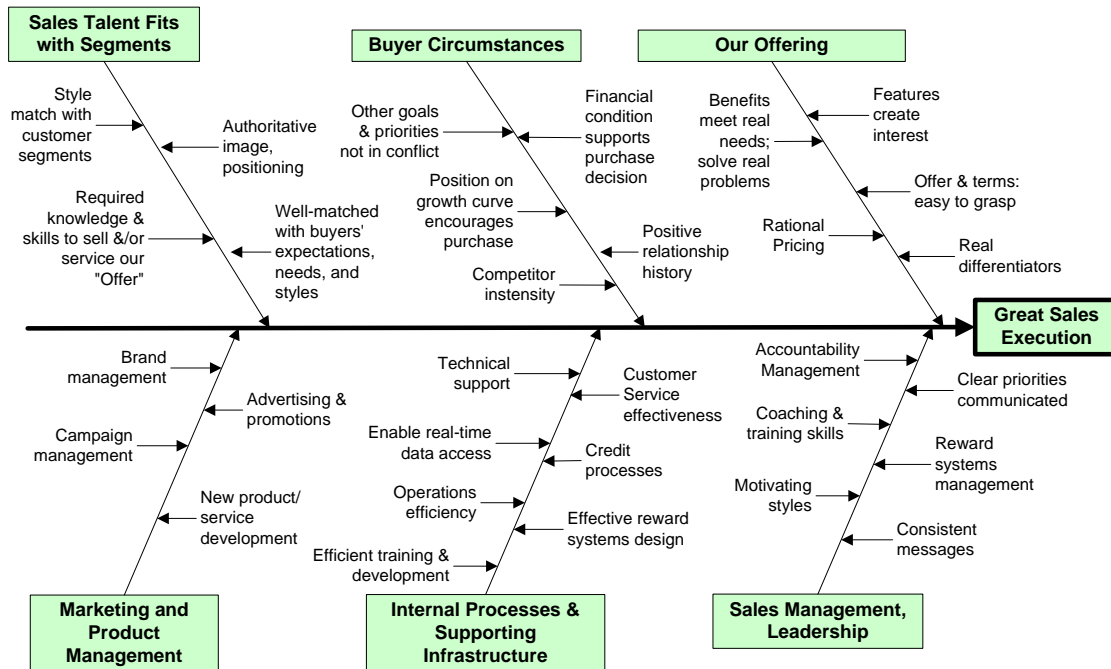 Sales Talent Fits
with Segments
Buyer Circumstances
Our Offering
Style
match with
customer
segments
Authoritative
image,
positioning
Required
knowledge &
skills to sell &/or
service our
"Offer"
Well-matched
with buyers'
expectations,
needs, and
styles
Other goals
& priorities
not in conflict
Financial
condition
supports
purchase
decision
Position on
growth curve
encourages
purchase
Positive
relationship
history
Competitor
instensity
Benefits
meet real
needs;
solve real
problems
Features
create
interest
Offer & terms:
easy to grasp
Rational
Pricing
Real
differentiators
Great Sales
Execution
Brand
management
Advertising &
promotions
Campaign
management
New product/
service
development
Technical
support
Customer
Service
effectiveness
Enable real-time
data access
Credit
processes
Operations
efficiency
Effective reward
systems design
Efficient training &
development
Accountability
Management
Clear priorities
communicated
Coaching &
training skills
Reward
systems
management
Motivating
styles
Consistent
messages
Marketing and
Product
Management
Internal Processes &
Supporting
Infrastructure
Sales Management,
Leadership